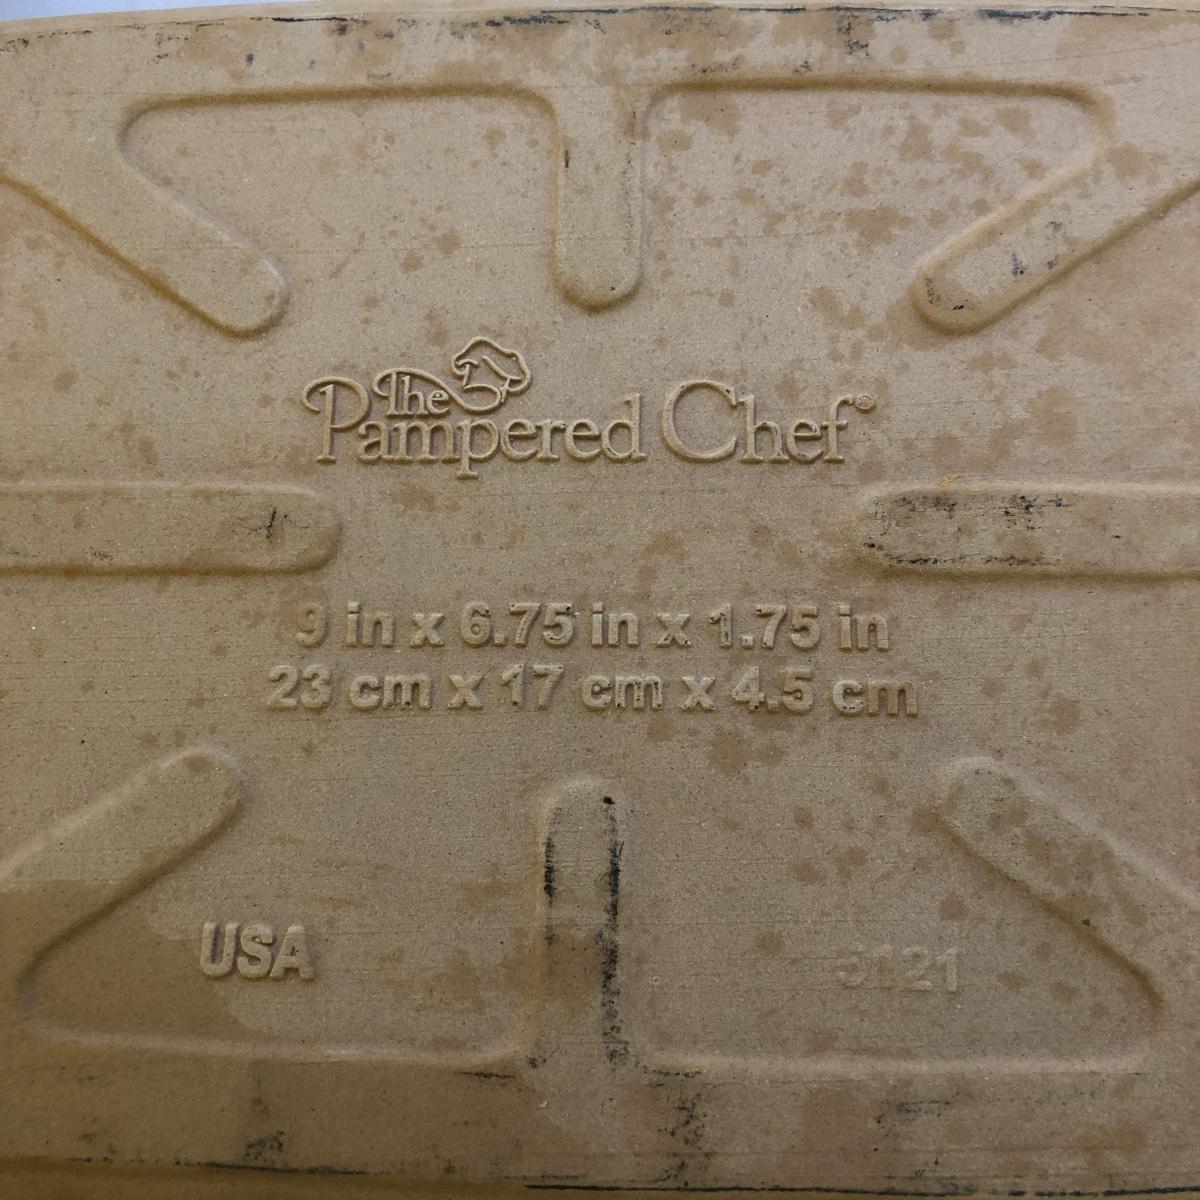 The
Pampered Chef®
9 in x 6.75 in x 1.75 in
23 cm x 17 cm x 4.5 cm
USA